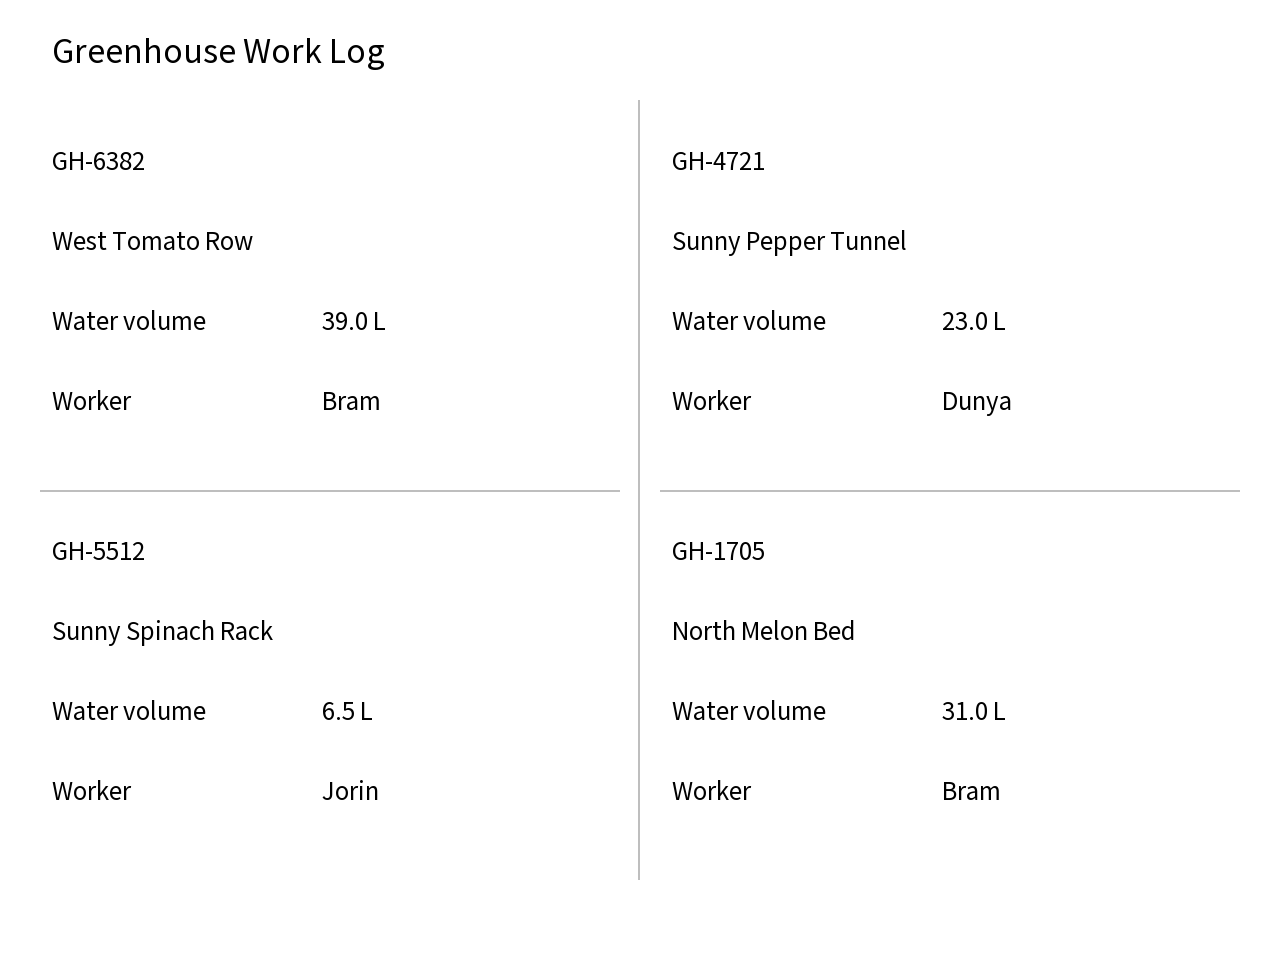 Greenhouse Work Log
GH-6382
West Tomato Row
Water volume 39.0 L
Worker Bram
GH-5512
Sunny Spinach Rack
Water volume 6.5 L
Worker Jorin
GH-4721
Sunny Pepper Tunnel
Water volume 23.0 L
Worker Dunya
GH-1705
North Melon Bed
Water volume 31.0 L
Worker Bram